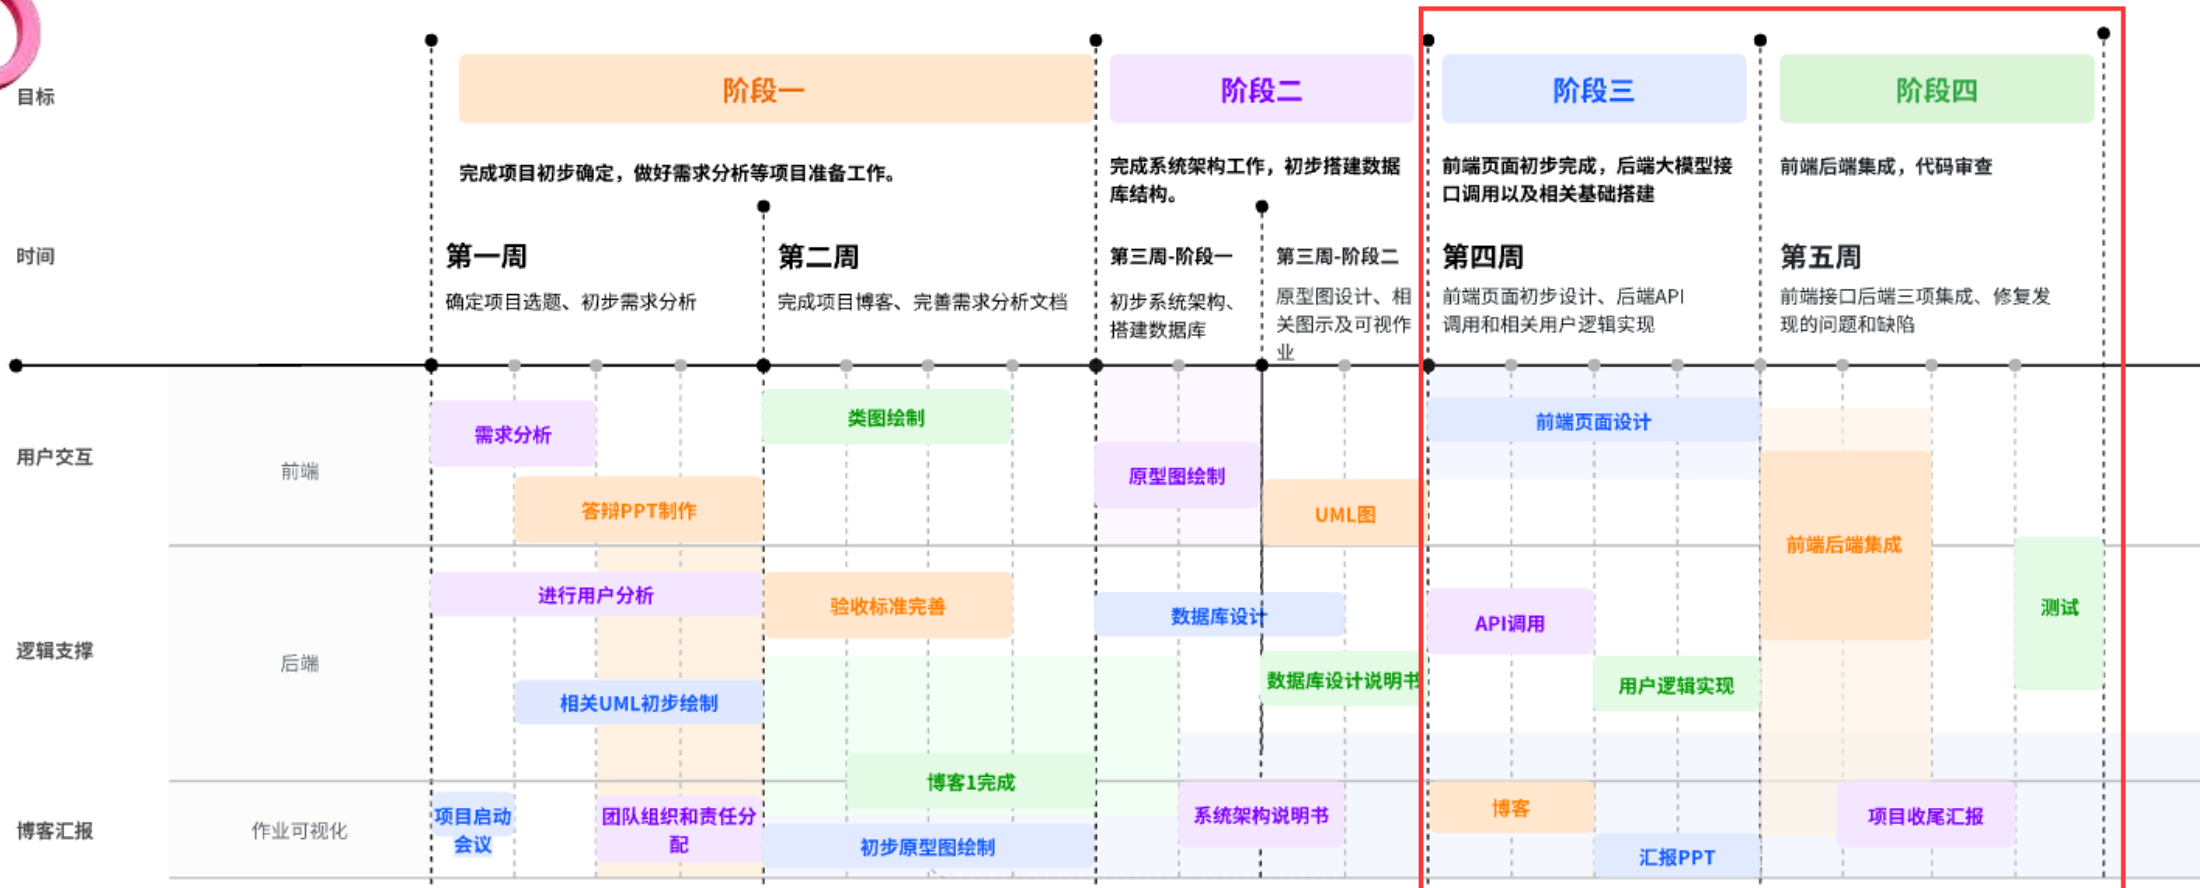 目标
阶段一
阶段二
阶段三
阶段四
完成项目初步确定，做好需求分析等项目准备工作。
完成系统架构工作，初步搭建数据
库结构。
前端页面初步完成，后端大模型接
口调用以及相关基础搭建
前端后端集成，代码审查
时间
第一周
确定项目选题、初步需求分析
第二周
完成项目博客、完善需求分析文档
第三周-阶段一
初步系统架构、
搭建数据库
第三周-阶段二
原型图设计、相
关图示及可视作
业
第四周
前端页面初步设计、后端API
调用和相关用户逻辑实现
第五周
前端接口后端三项集成、修复发
现的问题和缺陷
用户交互
前端
需求分析
答辩PPT制作
类图绘制
原型图绘制
UML图
前端页面设计
前端后端集成
测试
逻辑支撑
后端
进行用户分析
相关UML初步绘制
验收标准完善
博客1完成
数据库设计
数据库设计说明书
API调用
用户逻辑实现
博客汇报
作业可视化
项目启动
会议
团队组织和责任分
配
初步原型图绘制
系统架构说明书
博客
汇报PPT
项目收尾汇报